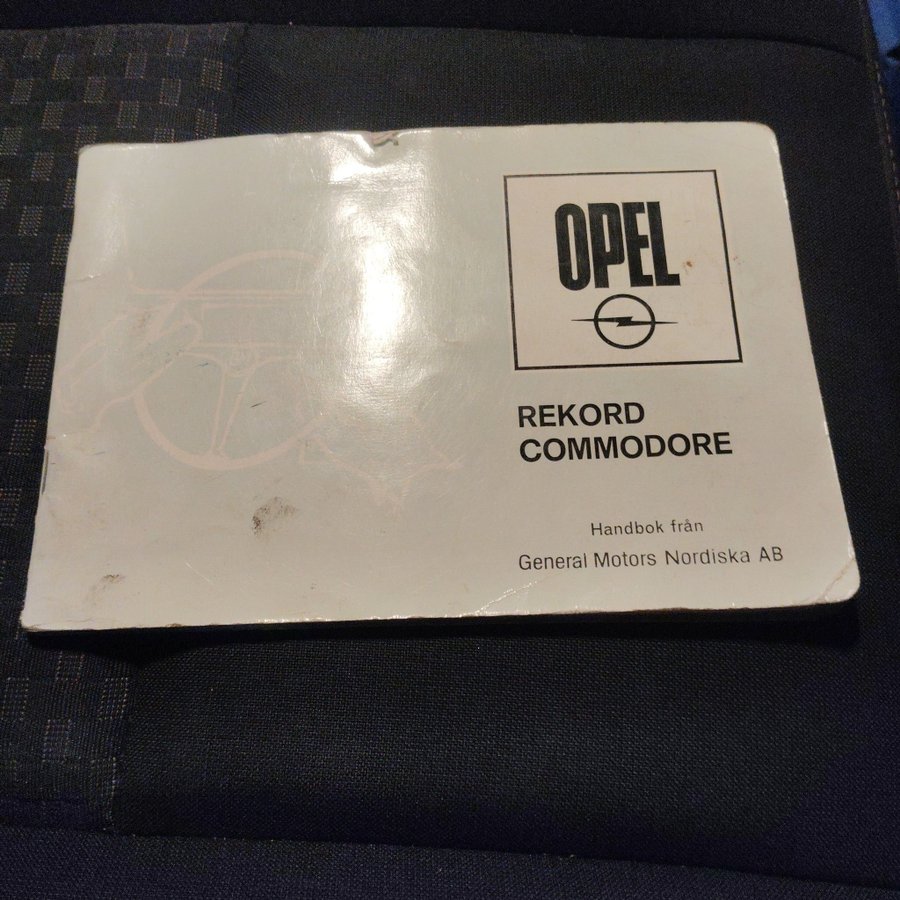 OPEL
REKORD
COMMODORE
Handbok från
General Motors Nordiska AB